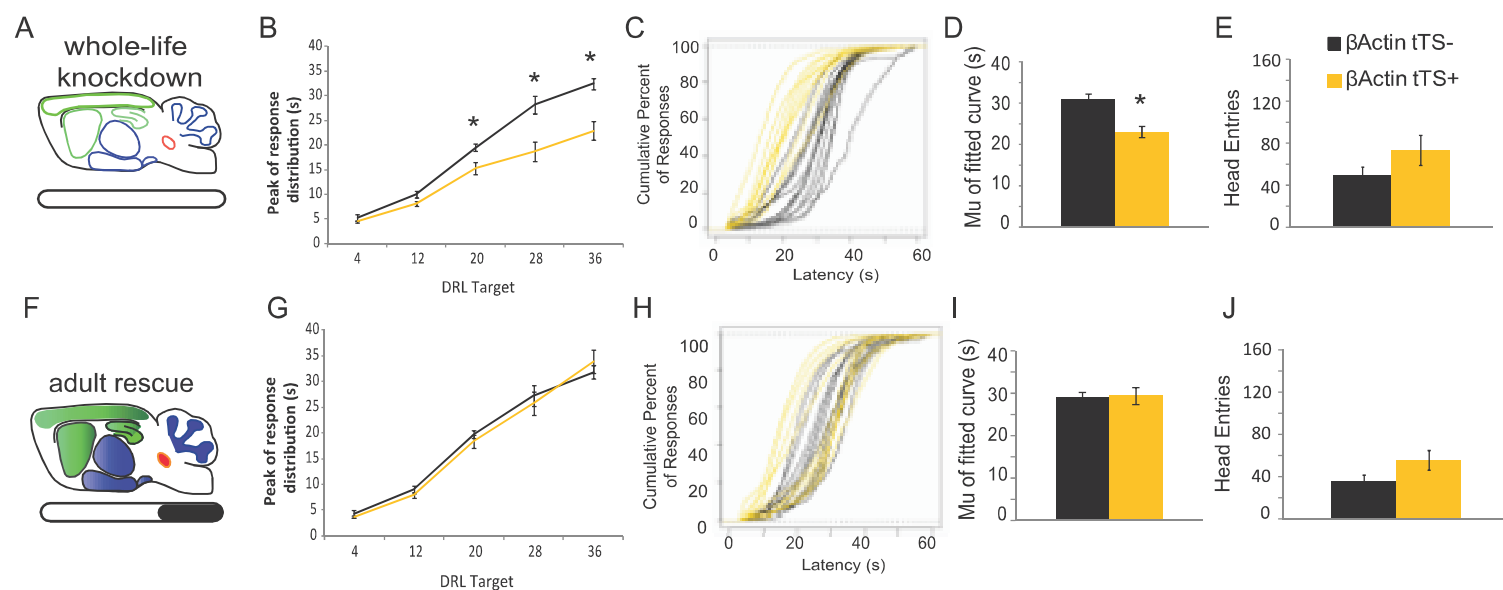 A
whole-life
knockdown
B
Peak of response
distribution (s)
40
35
30
25
20
15
10
5
0
*
*
*
4 12 20 28 36
DRL Target
C
Cumulative Percent
of Responses
100
80
60
40
20
0
0 20 40 60
Latency (s)
D
Mu of fitted curve (s)
40
30
20
10
0
*
E
βActin tTS-
βActin tTS+
Head Entries
160
120
80
40
0
F
adult rescue
G
Peak of response
distribution (s)
40
35
30
25
20
15
10
5
0
4 12 20 28 36
DRL Target
H
Cumulative Percent
of Responses
100
80
60
40
20
0
0 20 40 60
Latency (s)
I
Mu of fitted curve (s)
40
30
20
10
0
J
Head Entries
160
120
80
40
0